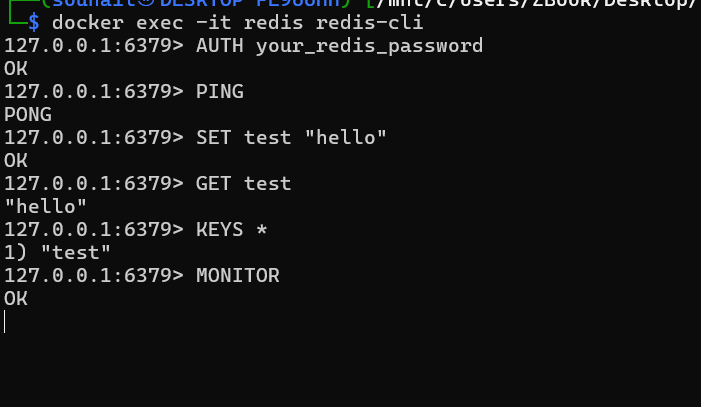 $ docker exec -it redis redis-cli
127.0.0.1:6379> AUTH your_redis_password
OK
127.0.0.1:6379> PING
PONG
127.0.0.1:6379> SET test "hello"
OK
127.0.0.1:6379> GET test
"hello"
127.0.0.1:6379> KEYS *
1) "test"
127.0.0.1:6379> MONITOR
OK